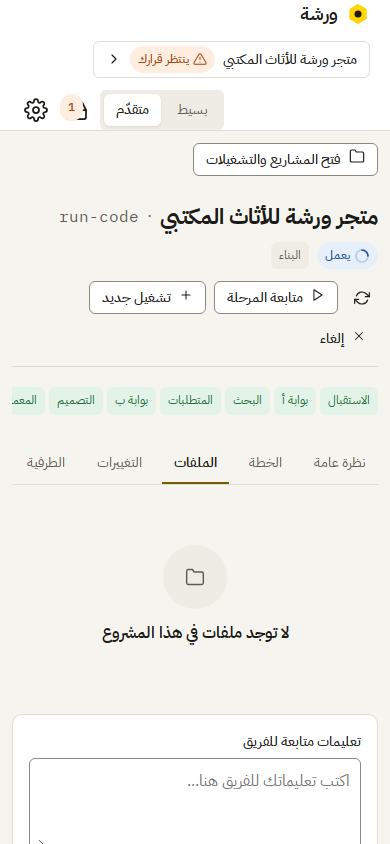 ورشة
متجر ورشة للأثاث المكتبي ينتظر قرارك
بسيط متقدّم 1
فتح المشاريع والتشغيلات
متجر ورشة للأثاث المكتبي · run-code
يعمل البناء
متابعة المرحلة تشغيل جديد
إلغاء
الاستقبال بوابة أ البحث المتطلبات بوابة ب التصميم
نظرة عامة الخطة الملفات التغييرات الطرفية
لا توجد ملفات في هذا المشروع
تعليمات متابعة للفريق
اكتب تعليماتك للفريق هنا...